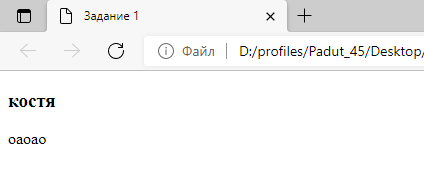 Задание 1
Файл D:/profiles/Padut_45/Desktop/
костя
оаоао